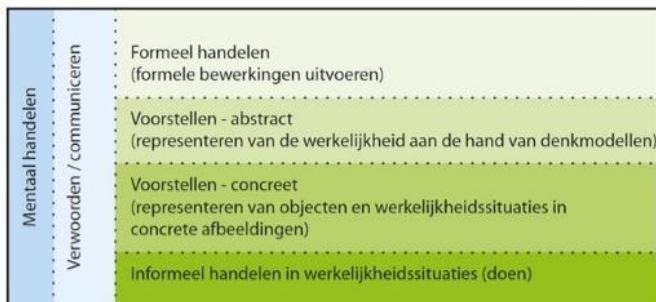 Mentaal handelen
Verwoorden / communiceren
Formeel handelen
(formele bewerkingen uitvoeren)
Voorstellen - abstract
(representeren van de werkelijkheid aan de hand van denkmodellen)
Voorstellen - concreet
(representeren van objecten en werkelijkheidssituaties in
concrete afbeeldingen)
Informeel handelen in werkelijkheidssituaties (doen)